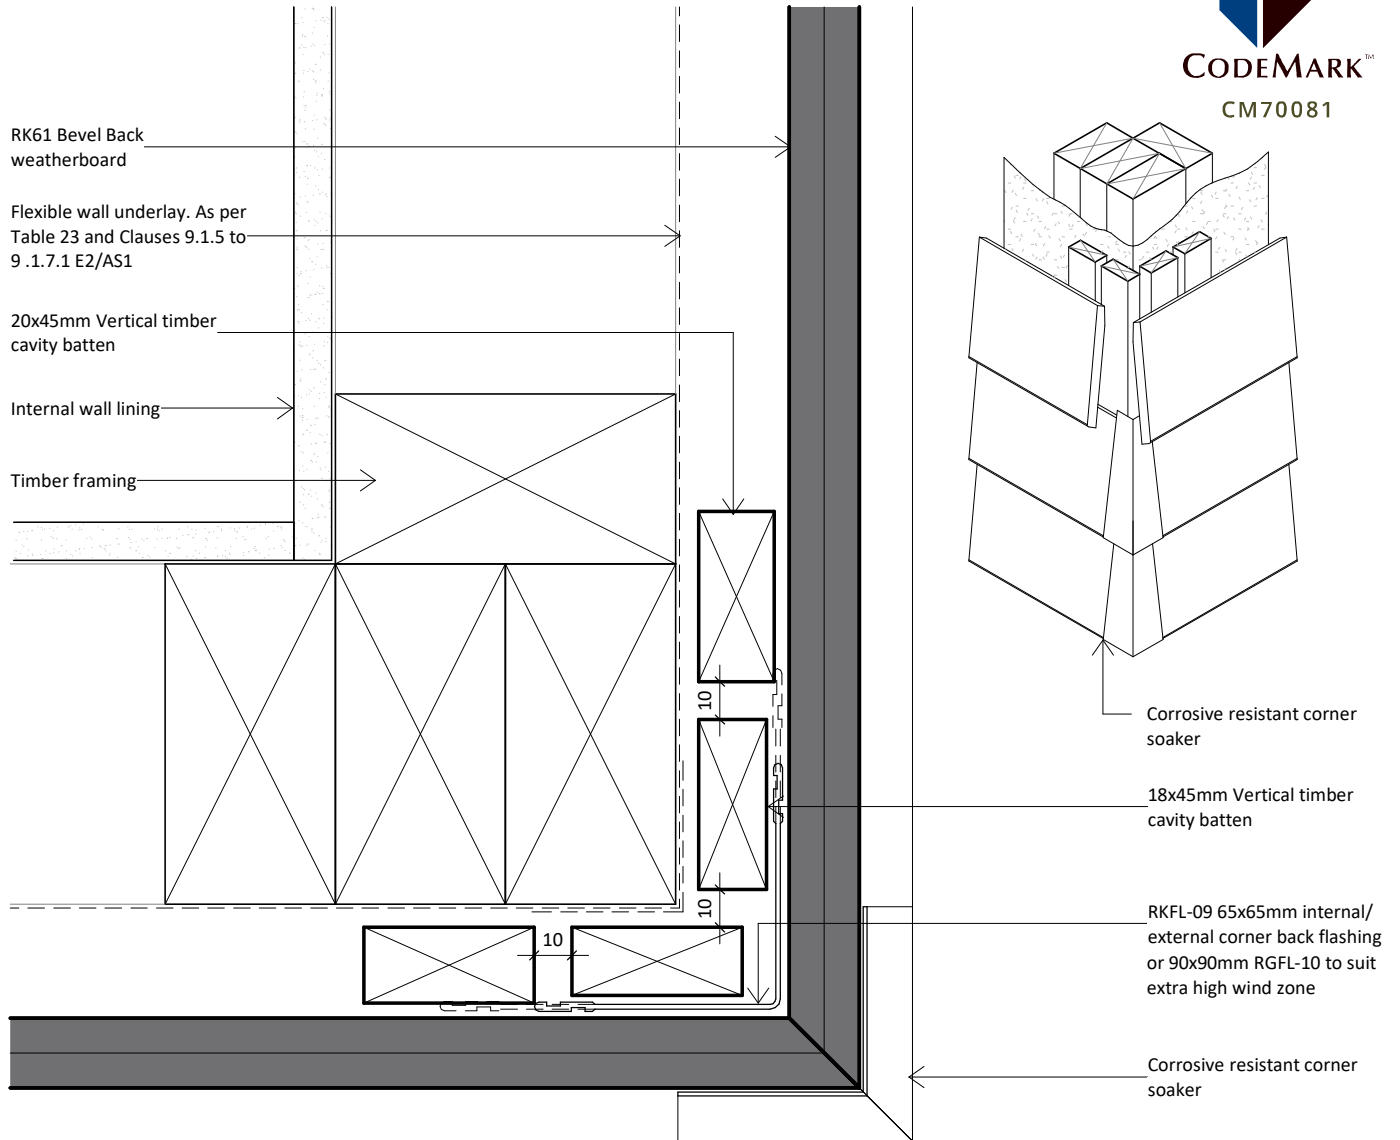 CODEMARK™
CM70081
RK61 Bevel Back
weatherboard
Flexible wall underlay. As per
Table 23 and Clauses 9.1.5 to
9 .1.7.1 E2/AS1
20x45mm Vertical timber
cavity batten
Internal wall lining
Timber framing
10
10
10
Corrosive resistant corner
soaker
18x45mm Vertical timber
cavity batten
RKFL-09 65x65mm internal/
external corner back flashing
or 90x90mm RGFL-10 to suit
extra high wind zone
Corrosive resistant corner
soaker